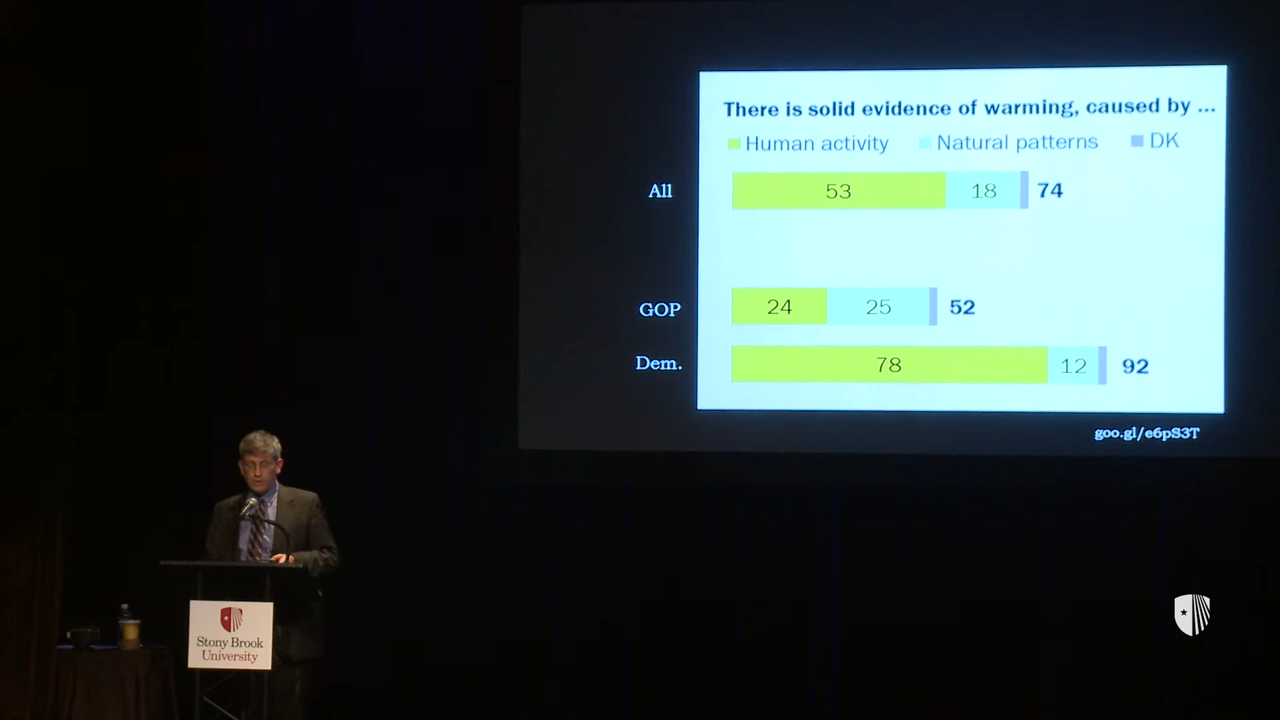 There is solid evidence of warming, caused by ...
Human activity Natural patterns DK
All 53 18 74
GOP 24 25 52
Dem. 78 12 92
goo.gl/e6pS3T
Stony Brook
University